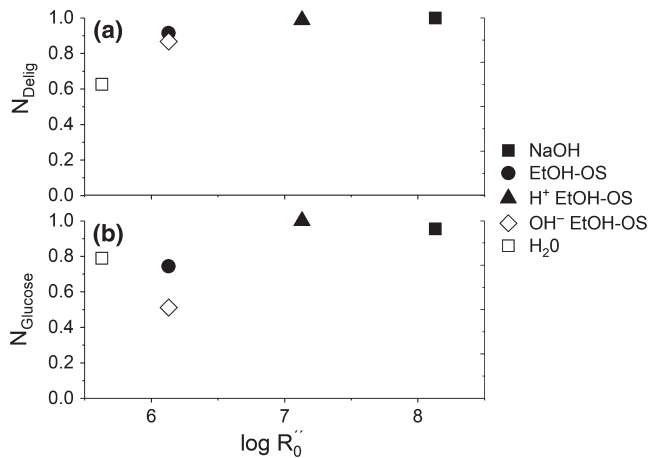 (a)
1.0
0.8
0.6
0.4
0.2
0.0
N_Delig
(b)
1.0
0.8
0.6
0.4
0.2
0.0
N_Glucose
6 7 8
log R₀′′
NaOH
EtOH-OS
H⁺ EtOH-OS
OH⁻ EtOH-OS
H₂0